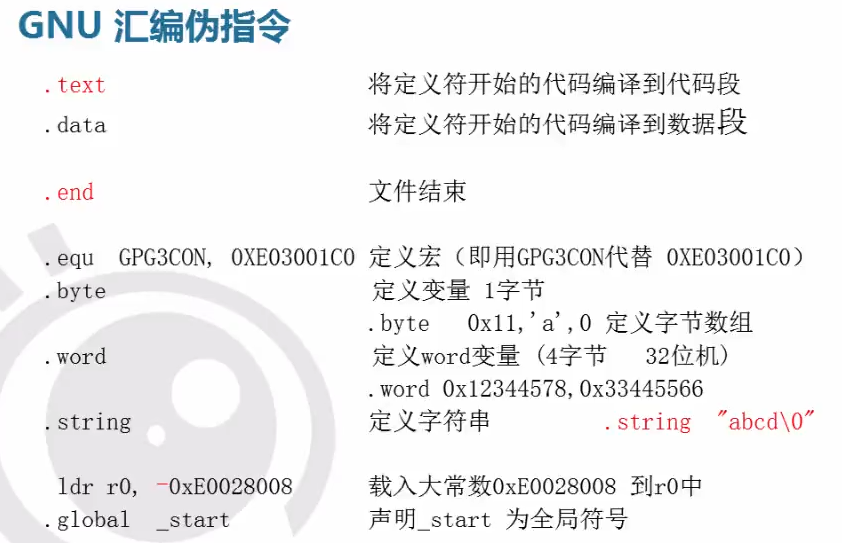 GNU 汇编伪指令
.text 将定义符开始的代码编译到代码段
.data 将定义符开始的代码编译到数据段
.end 文件结束
.equ GPG3CON, 0XE03001C0 定义宏（即用GPG3CON代替 0XE03001C0）
.byte 定义变量 1字节
.byte 0x11,'a',0 定义字节数组
.word 定义word变量 (4字节 32位机)
.word 0x12344578,0x33445566
.string 定义字符串 .string "abcd\0"
ldr r0, -0xE0028008 载入大常数0xE0028008 到r0中
.global _start 声明_start 为全局符号